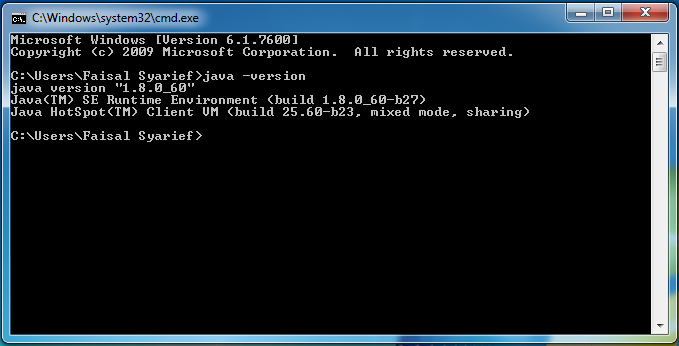 C:\Windows\system32\cmd.exe
Microsoft Windows [Version 6.1.7600]
Copyright (c) 2009 Microsoft Corporation.  All rights reserved.
C:\Users\Faisal Syarief>java -version
java version "1.8.0_60"
Java(TM) SE Runtime Environment (build 1.8.0_60-b27)
Java HotSpot(TM) Client VM (build 25.60-b23, mixed mode, sharing)
C:\Users\Faisal Syarief>